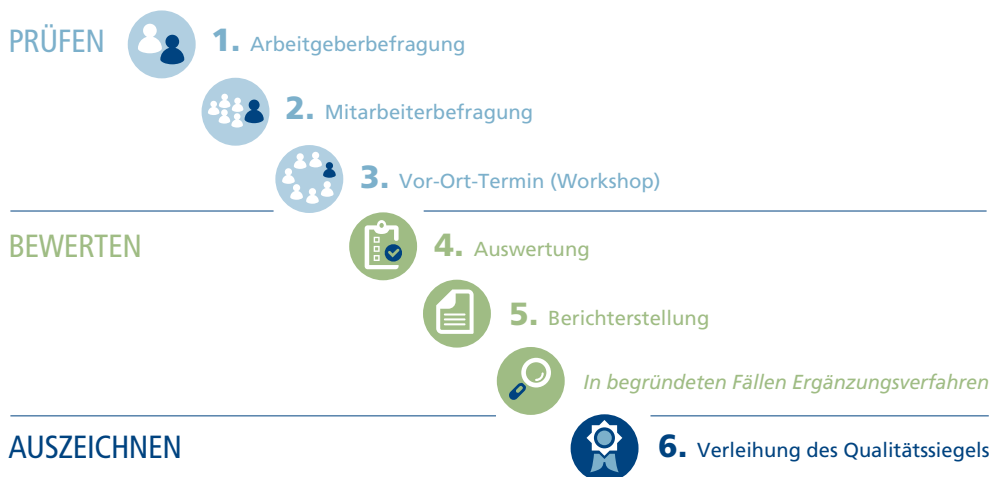 PRÜFEN
1. Arbeitgeberbefragung
2. Mitarbeiterbefragung
3. Vor-Ort-Termin (Workshop)
BEWERTEN
4. Auswertung
5. Berichterstellung
In begründeten Fällen Ergänzungsverfahren
AUSZEICHNEN
6. Verleihung des Qualitätssiegels